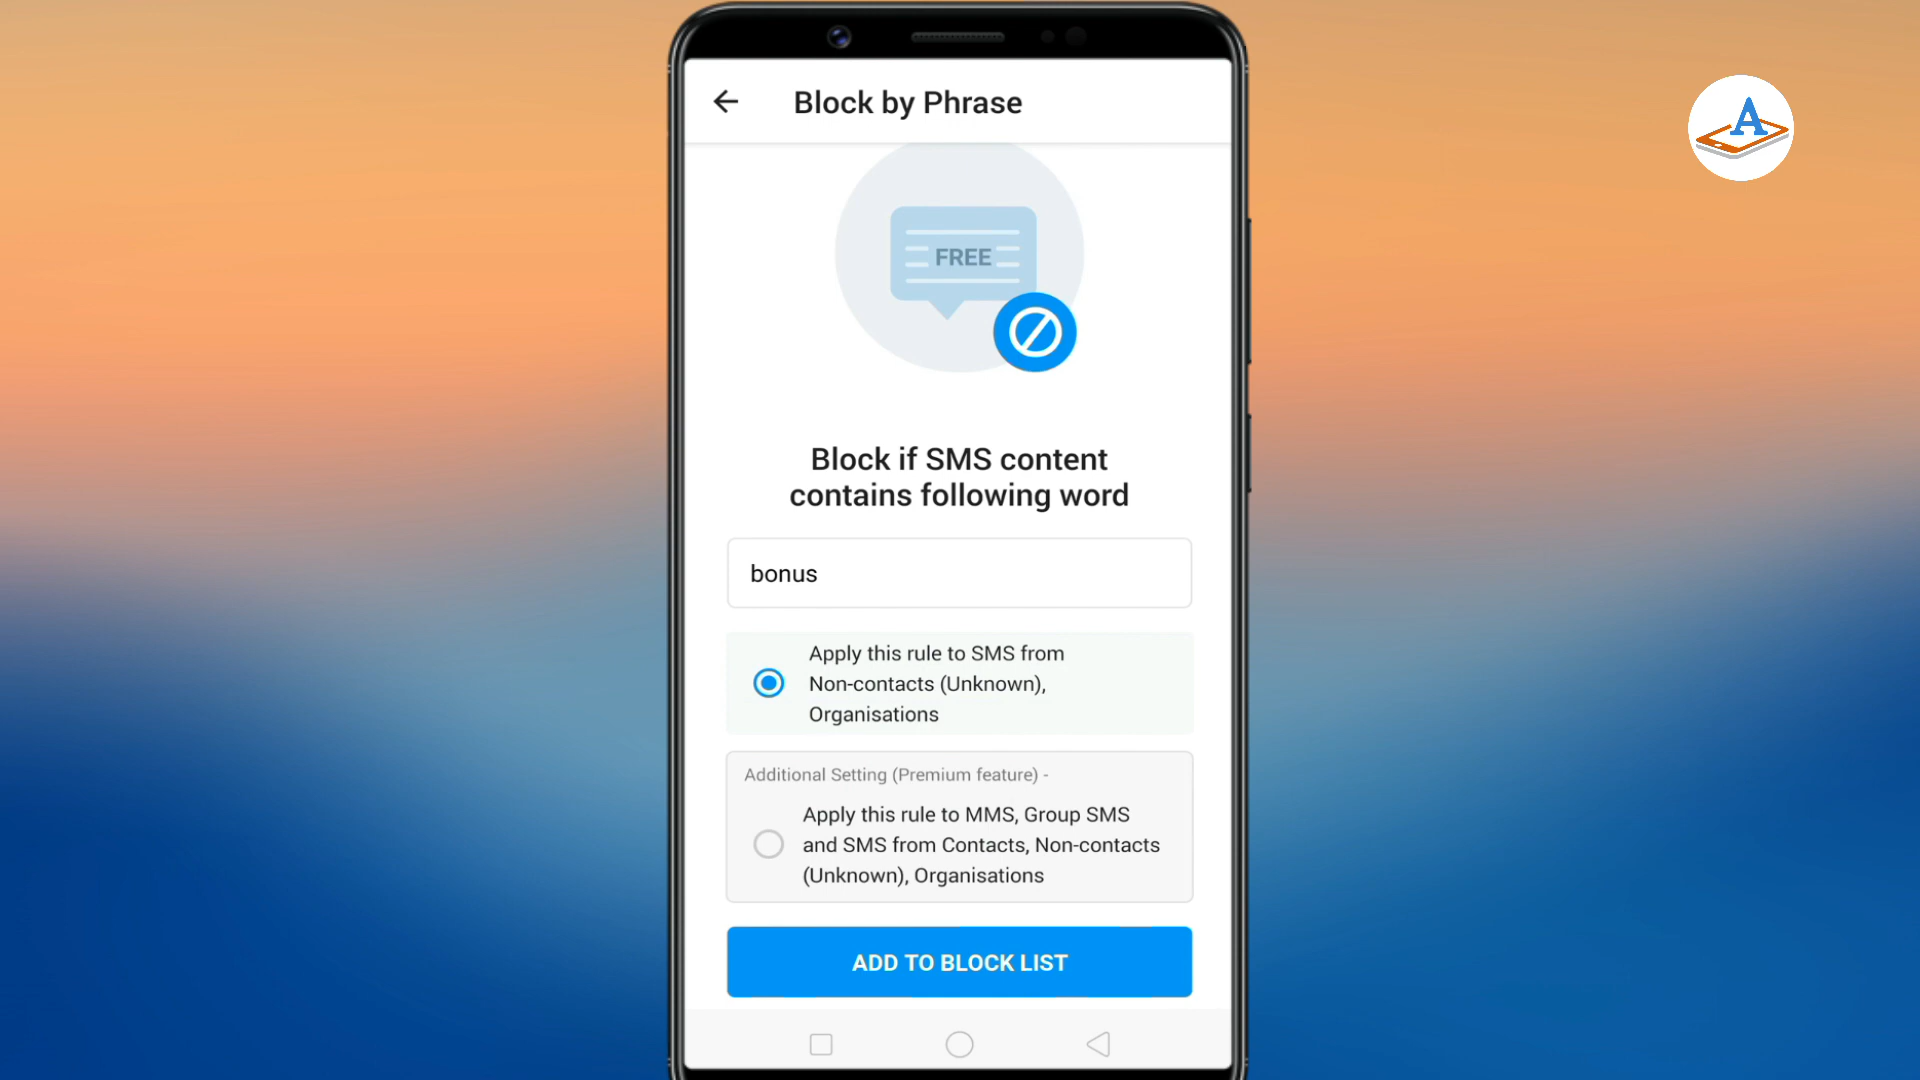 A
Block by Phrase
FREE
Block if SMS content
contains following word
bonus
Apply this rule to SMS from
Non-contacts (Unknown),
Organisations
Additional Setting (Premium feature) -
Apply this rule to MMS, Group SMS
and SMS from Contacts, Non-contacts
(Unknown), Organisations
ADD TO BLOCK LIST